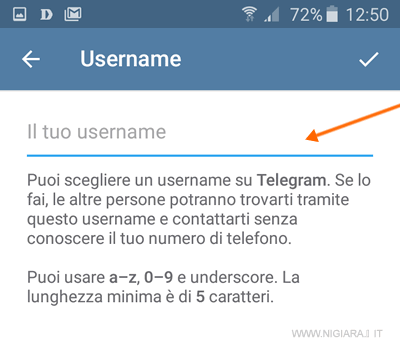 72% 12:50
Username
Il tuo username
Puoi scegliere un username su Telegram. Se lo
fai, le altre persone potranno trovarti tramite
questo username e contattarti senza
conoscere il tuo numero di telefono.
Puoi usare a–z, 0–9 e underscore. La
lunghezza minima è di 5 caratteri.
WWW.NIGIARA. IT